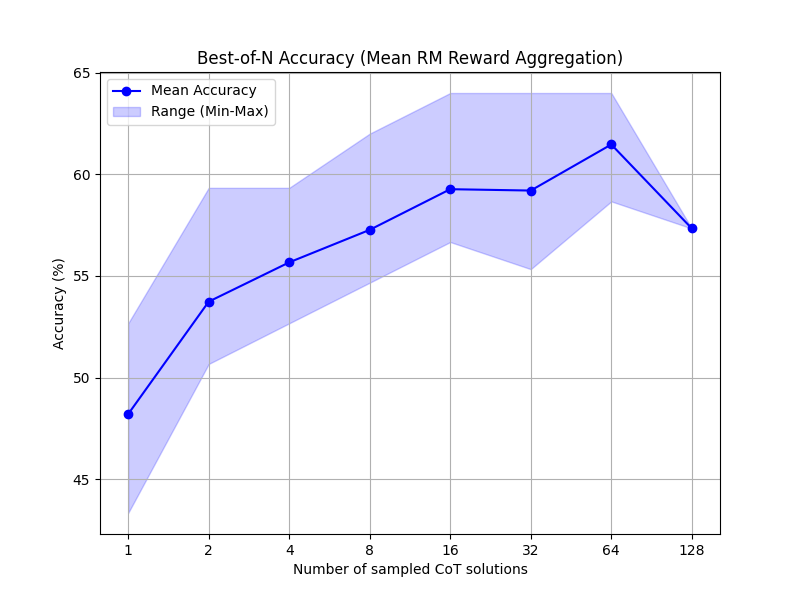 Best-of-N Accuracy (Mean RM Reward Aggregation)
Mean Accuracy
Range (Min-Max)
Accuracy (%)
65
60
55
50
45
1 2 4 8 16 32 64 128
Number of sampled CoT solutions